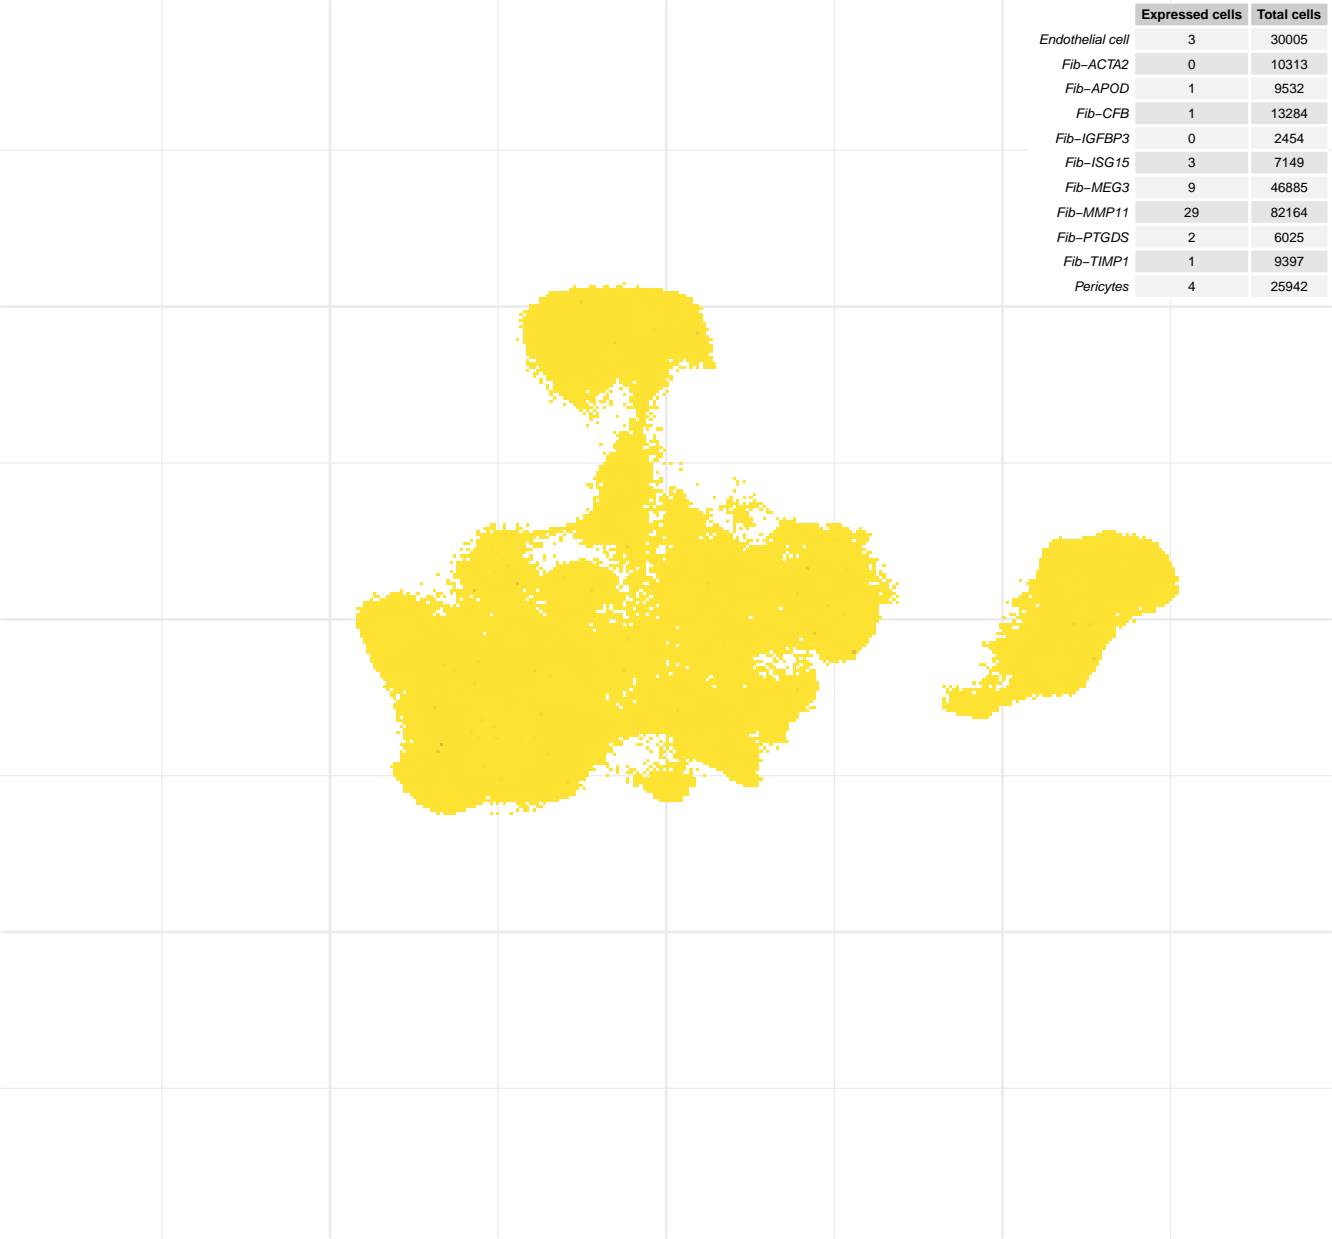 Expressed cells Total cells
Endothelial cell 3 30005
Fib−ACTA2 0 10313
Fib−APOD 1 9532
Fib−CFB 1 13284
Fib−IGFBP3 0 2454
Fib−ISG15 3 7149
Fib−MEG3 9 46885
Fib−MMP11 29 82164
Fib−PTGDS 2 6025
Fib−TIMP1 1 9397
Pericytes 4 25942